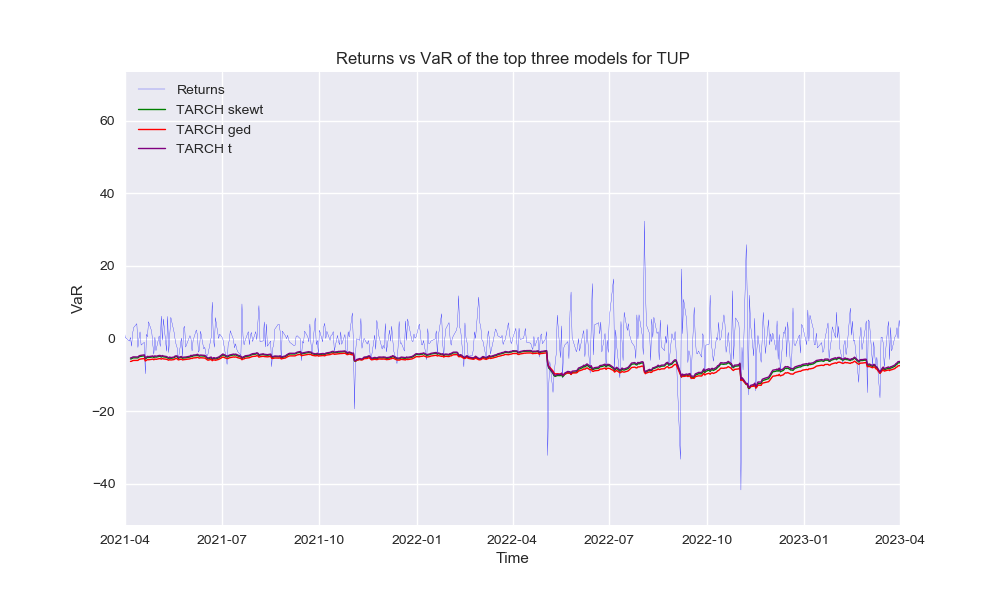 Returns vs VaR of the top three models for TUP
Returns
TARCH skewt
TARCH ged
TARCH t
60
40
20
0
−20
−40
VaR
2021-04 2021-07 2021-10 2022-01 2022-04 2022-07 2022-10 2023-01 2023-04
Time